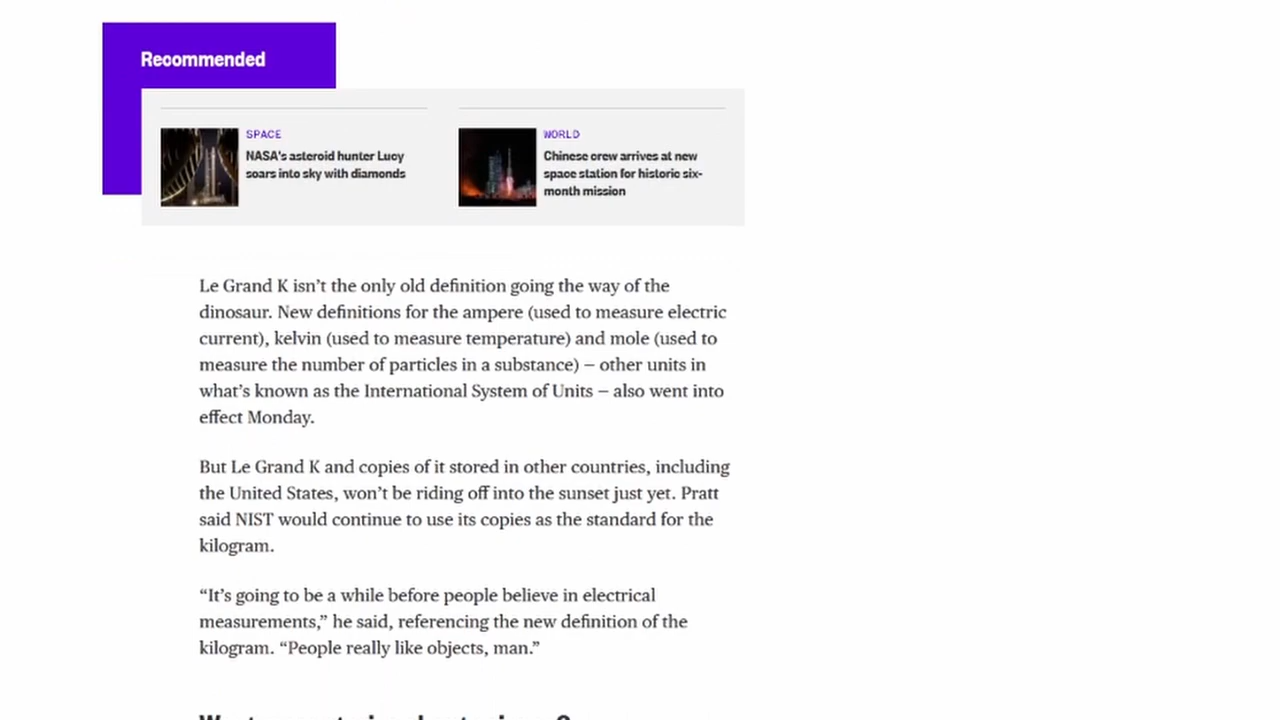 Recommended
SPACE
NASA's asteroid hunter Lucy
soars into sky with diamonds
WORLD
Chinese crew arrives at new
space station for historic six-
month mission
Le Grand K isn’t the only old definition going the way of the
dinosaur. New definitions for the ampere (used to measure electric
current), kelvin (used to measure temperature) and mole (used to
measure the number of particles in a substance) — other units in
what’s known as the International System of Units — also went into
effect Monday.
But Le Grand K and copies of it stored in other countries, including
the United States, won’t be riding off into the sunset just yet. Pratt
said NIST would continue to use its copies as the standard for the
kilogram.
“It’s going to be a while before people believe in electrical
measurements,” he said, referencing the new definition of the
kilogram. “People really like objects, man.”